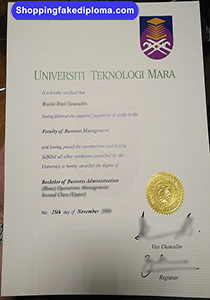 Shoppingfakediploma.com
UNIVERSITI TEKNOLOGI MARA
It is hereby certified that
having followed the approved programme of study in the
Faculty of Business Management
and having passed the examinations and having
fulfilled all other conditions prescribed by the
University is hereby awarded the degree of
Bachelor of Business Administration
(Hons) Operations Management
Second Class (Upper)
this 25th day of November
Vice Chancellor
Registrar